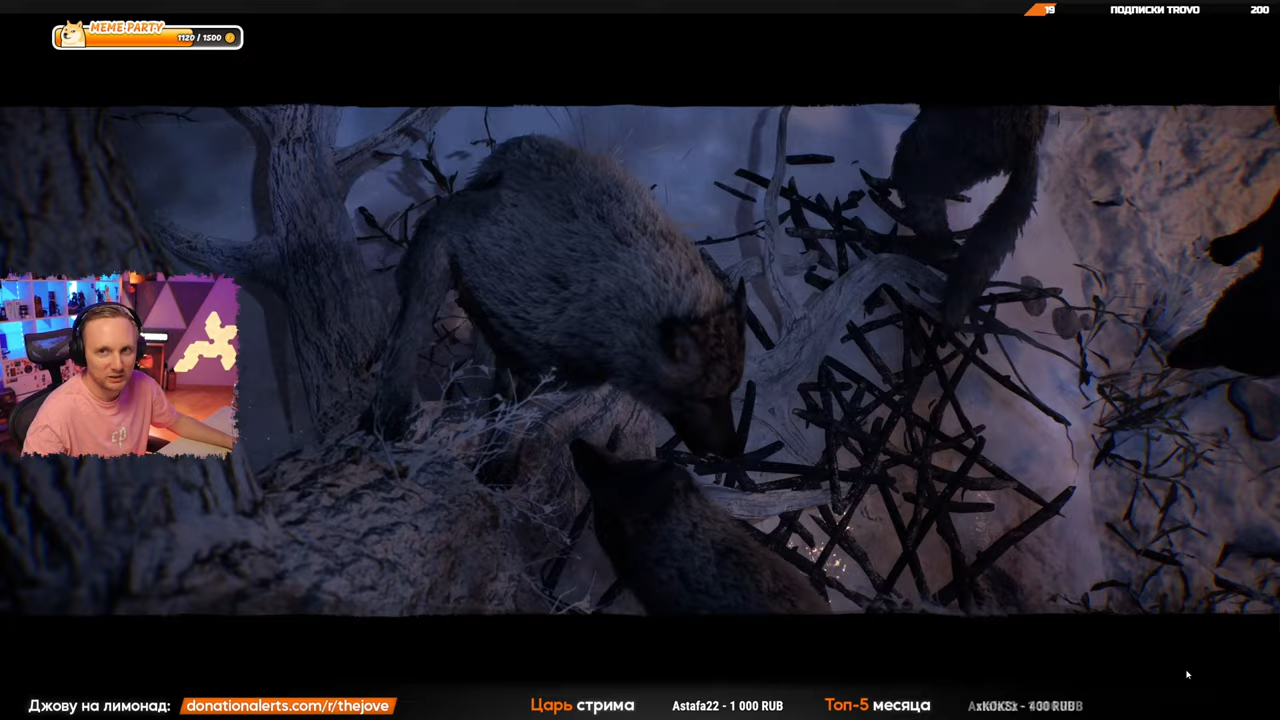 19 ПОДПИСКИ TROVO 200
MEME PARTY
1120 / 1500
Джову на лимонад: donationalerts.com/r/thejove Царь стрима Astafa22 - 1 000 RUB Топ-5 месяца